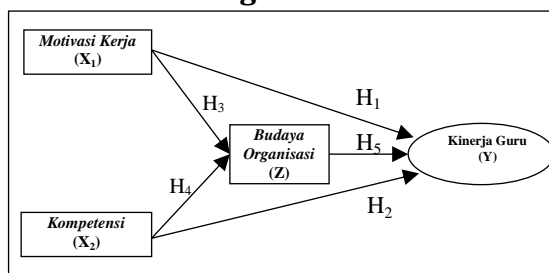 Motivasi Kerja
(X₁)
H₁
H₃
Budaya
Organisasi
(Z)
H₅
Kinerja Guru
(Y)
H₄
H₂
Kompetensi
(X₂)